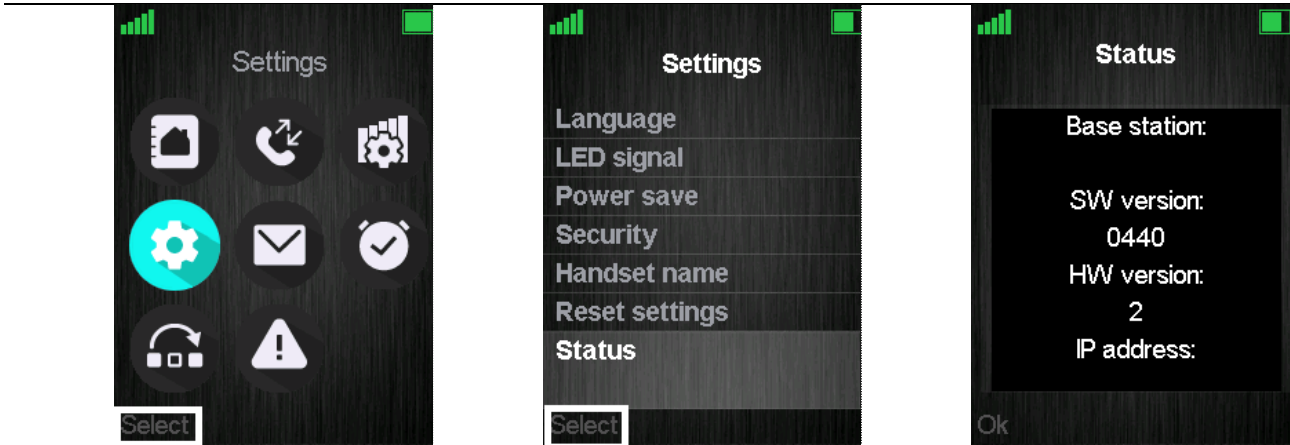 Settings
Select
Settings
Language
LED signal
Power save
Security
Handset name
Reset settings
Status
Select
Status
Base station:
SW version:
0440
HW version:
2
IP address:
Ok